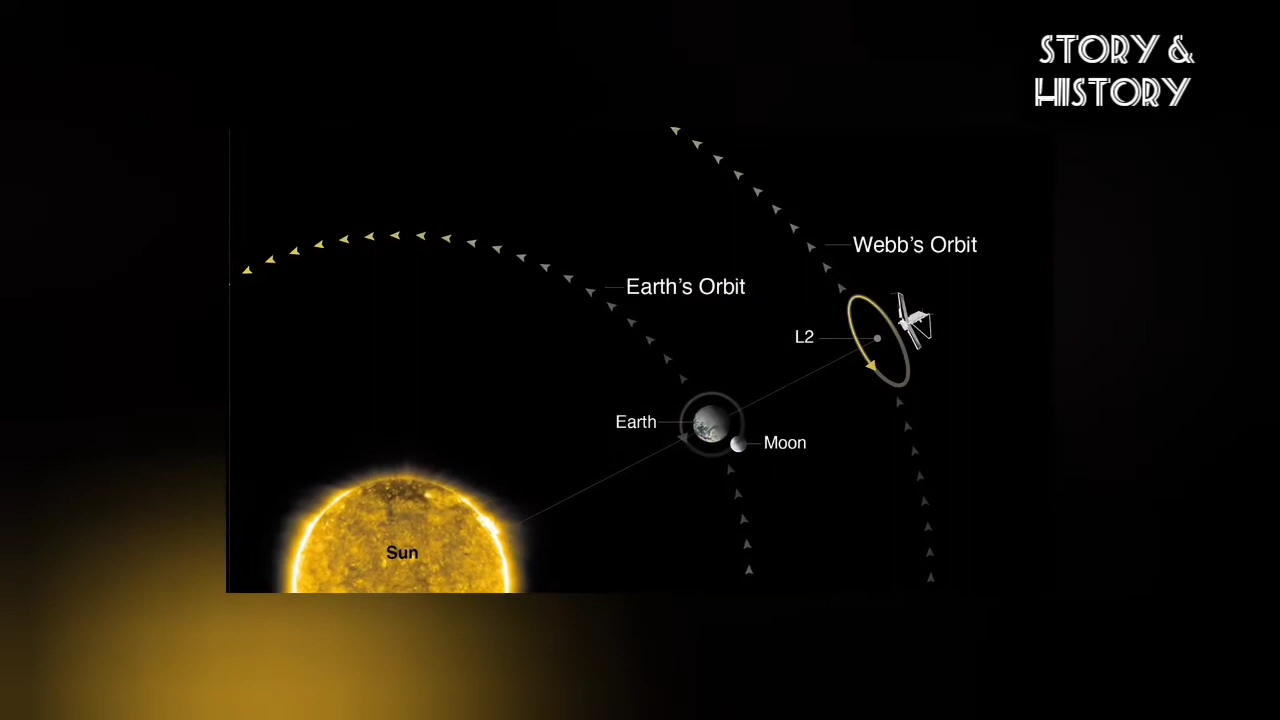 STORY &
HISTORY
Webb's Orbit
Earth's Orbit
L2
Earth
Moon
Sun